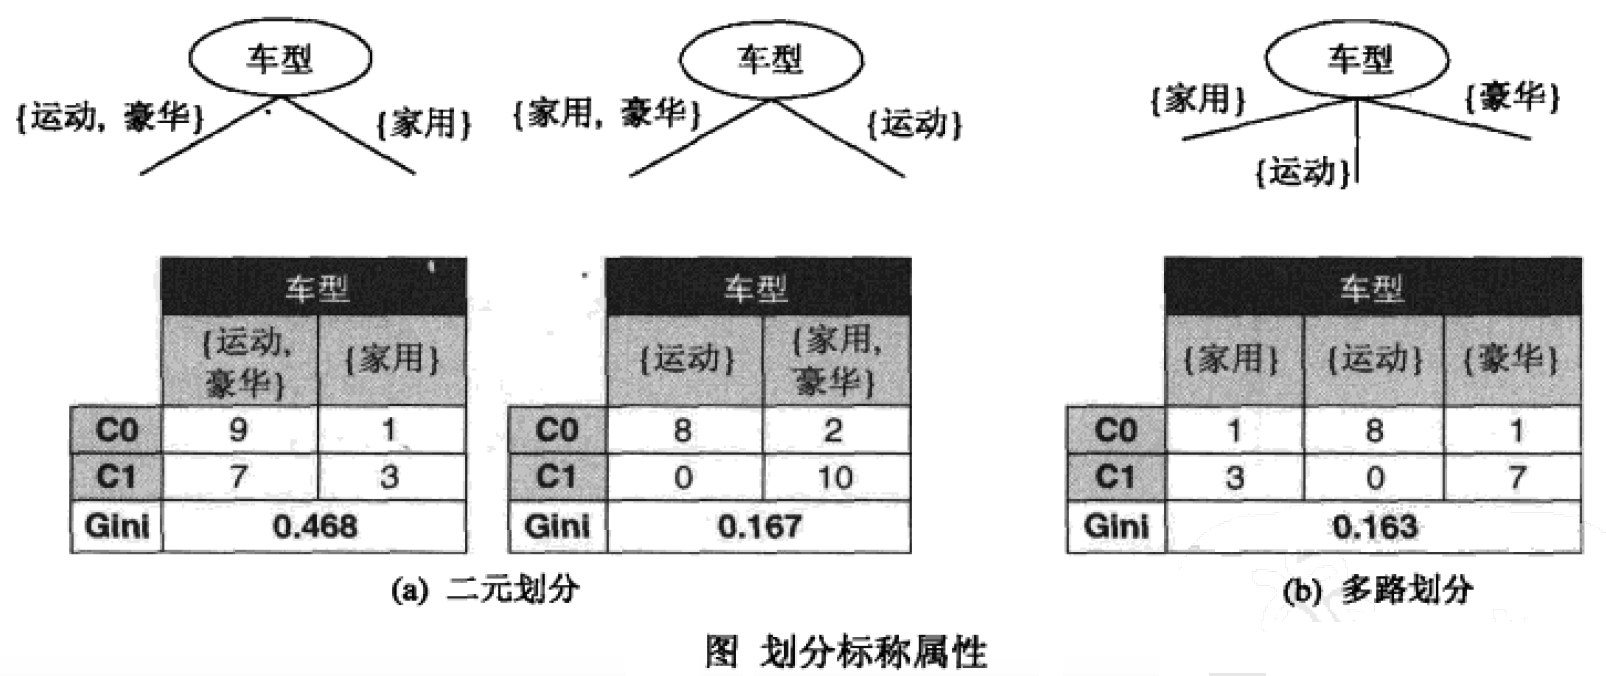 车型 车型 车型
{运动, 豪华} {家用} {家用, 豪华} {运动} {家用} {豪华}
{运动}
车型
{运动, 豪华} {家用}
C0 9 1
C1 7 3
Gini 0.468
车型
{运动} {家用, 豪华}
C0 8 2
C1 0 10
Gini 0.167
(a) 二元划分
车型
{家用} {运动} {豪华}
C0 1 8 1
C1 3 0 7
Gini 0.163
(b) 多路划分
图 划分标称属性